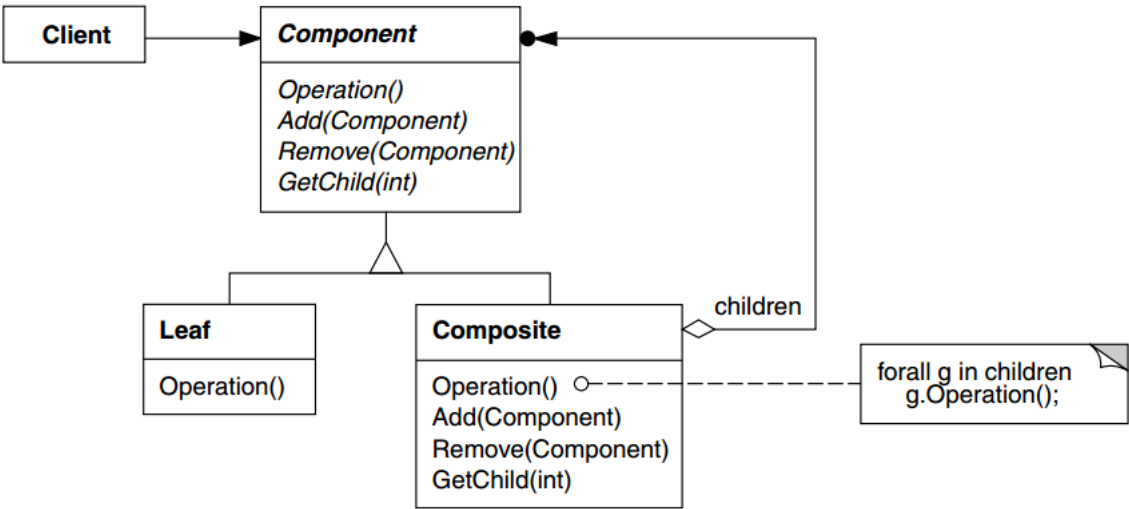 Client
Component
Operation()
Add(Component)
Remove(Component)
GetChild(int)
Leaf
Operation()
Composite
Operation()
Add(Component)
Remove(Component)
GetChild(int)
children
forall g in children
g.Operation();